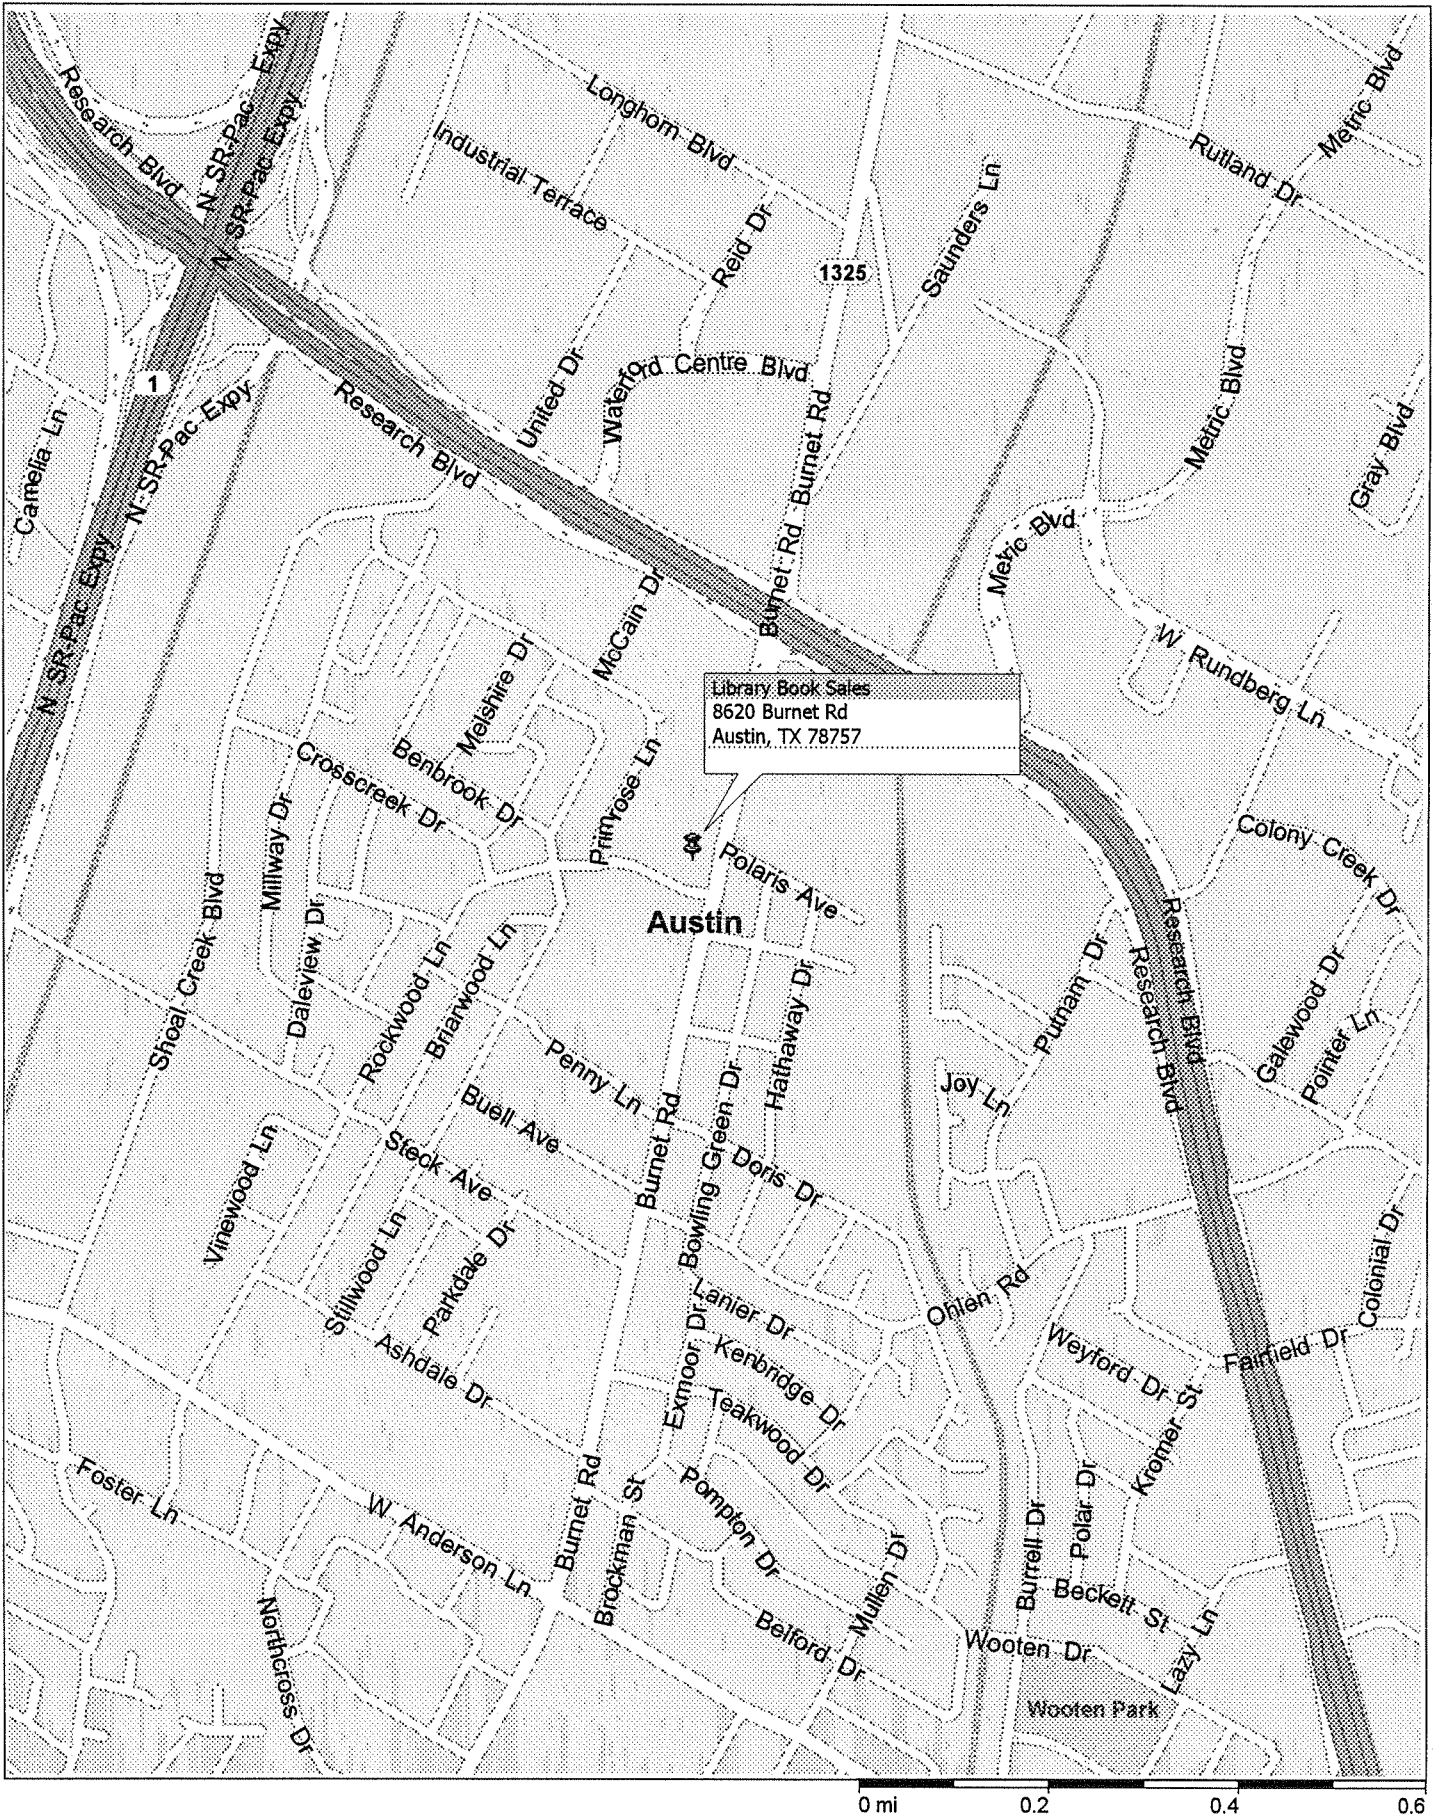 Research Blvd
N SR-Pac Expy
N SR-Pac Expy
Longhorn Blvd
Industrial Terrace
Metric Blvd
Rutland Dr
Saunders Ln
Reid Dr
1325
1
United Dr
Waterford Centre Blvd
Burnet Rd
Metric Blvd
Gray Blvd
Camelia Ln
N SR-Pac Expy
Research Blvd
Burnet Rd
Metric Blvd
N SR-Pac Expy
McCain Dr
Burnet Rd
W Rundberg Ln
Melshire Dr
Library Book Sales
8620 Burnet Rd
Austin, TX 78757
Crosscreek Dr
Benbrook Dr
Primrose Ln
Millway Dr
Polaris Ave
Colony Creek Dr
Austin
Shoal Creek Blvd
Daleview Dr
Rockwood Ln
Briarwood Ln
Hathaway Dr
Putnam Dr
Research Blvd
Research Blvd
Galewood Dr
Pointer Ln
Penny Ln
Joy Ln
Buell Ave
Burnet Rd
Bowling Green Dr
Doris Dr
Steck Ave
Vinewood Ln
Stillwood Ln
Parkdale Dr
Lanier Dr
Ohlen Rd
Colonial Dr
Ashdale Dr
Exmoor Dr
Kenbridge Dr
Weyford Dr
Fairfield Dr
Teakwood Dr
Kromer St
Foster Ln
W Anderson Ln
Burnet Rd
Brockman St
Pompton Dr
Polar Dr
Burrell Dr
Mullen Dr
Beckett St
Northcross Dr
Belford Dr
Wooten Dr
Lazy Ln
Wooten Park
0 mi 0.2 0.4 0.6